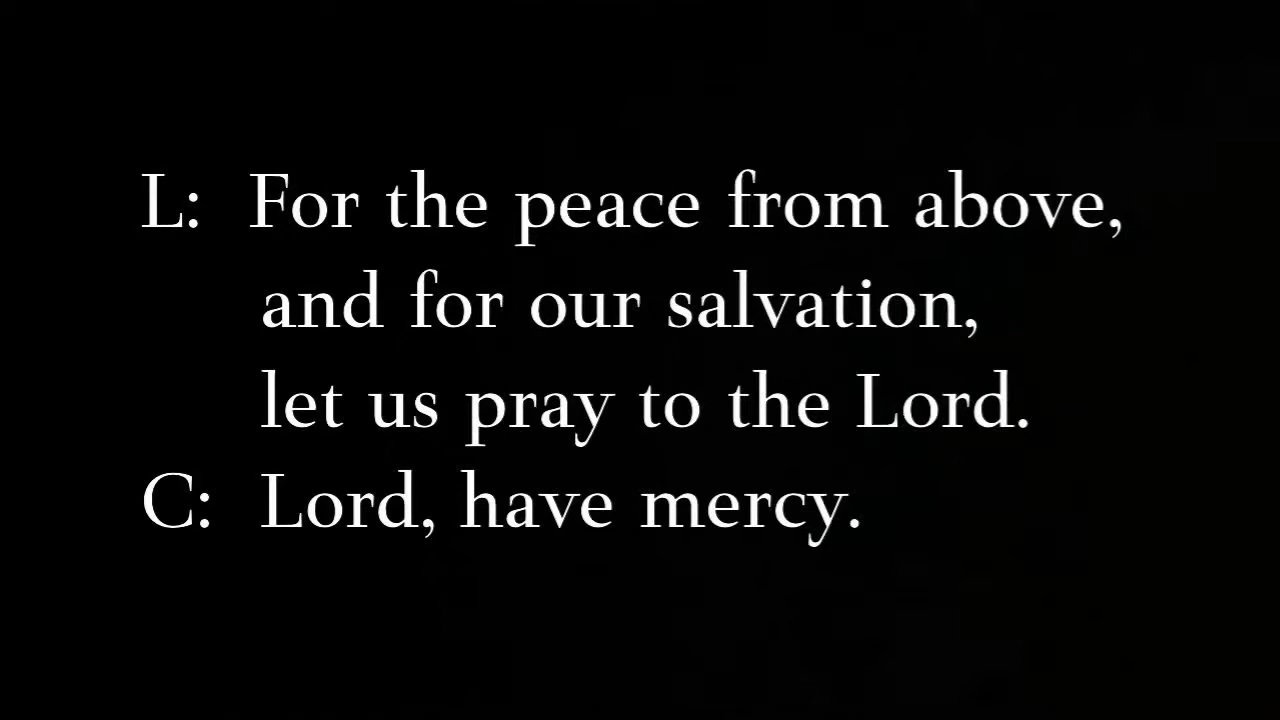 L: For the peace from above,
and for our salvation,
let us pray to the Lord.
C: Lord, have mercy.